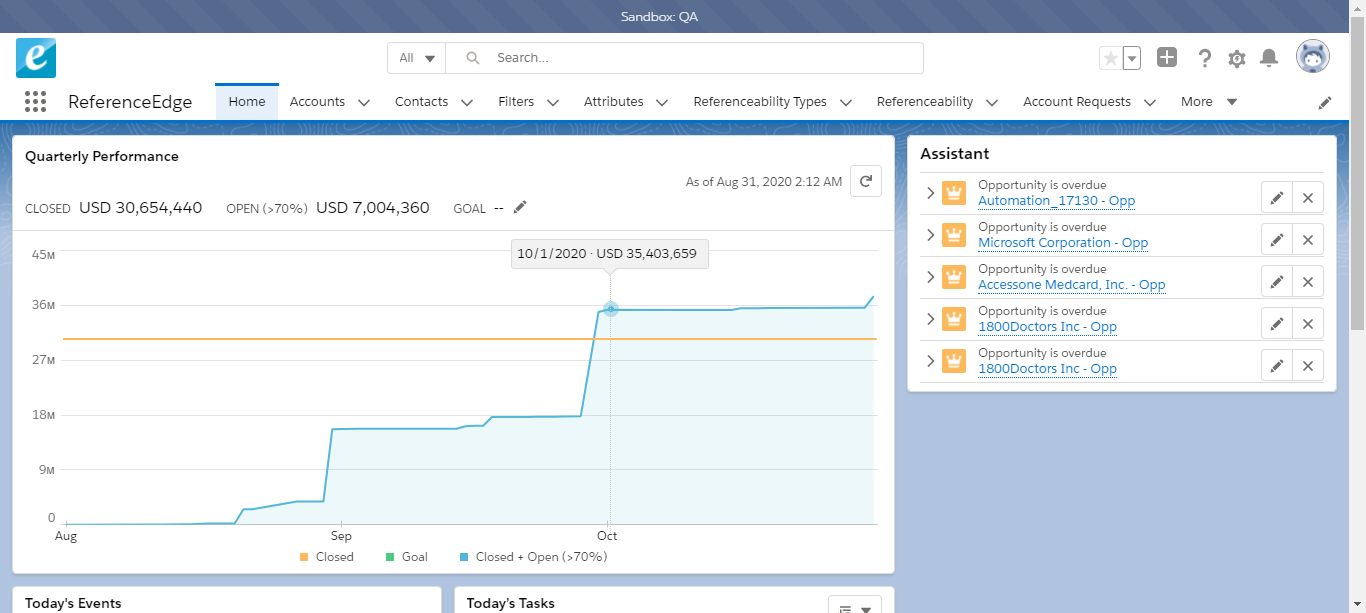 Sandbox: QA
e
All
Search...
ReferenceEdge
Home
Accounts
Contacts
Filters
Attributes
Referenceability Types
Referenceability
Account Requests
More
Quarterly Performance
As of Aug 31, 2020 2:12 AM
CLOSED USD 30,654,440 OPEN (>70%) USD 7,004,360 GOAL --
10/1/2020 · USD 35,403,659
45M
36M
27M
18M
9M
0
Aug Sep Oct
Closed Goal Closed + Open (>70%)
Assistant
Opportunity is overdue
Automation_17130 - Opp
Opportunity is overdue
Microsoft Corporation - Opp
Opportunity is overdue
Accessone Medcard, Inc. - Opp
Opportunity is overdue
1800Doctors Inc - Opp
Opportunity is overdue
1800Doctors Inc - Opp
Today's Events
Today's Tasks